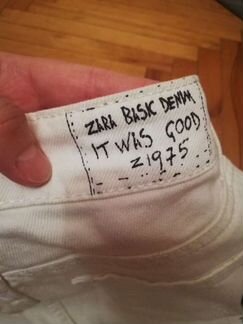 ZARA BASIC DENIM
IT WAS GOOD
Z1975